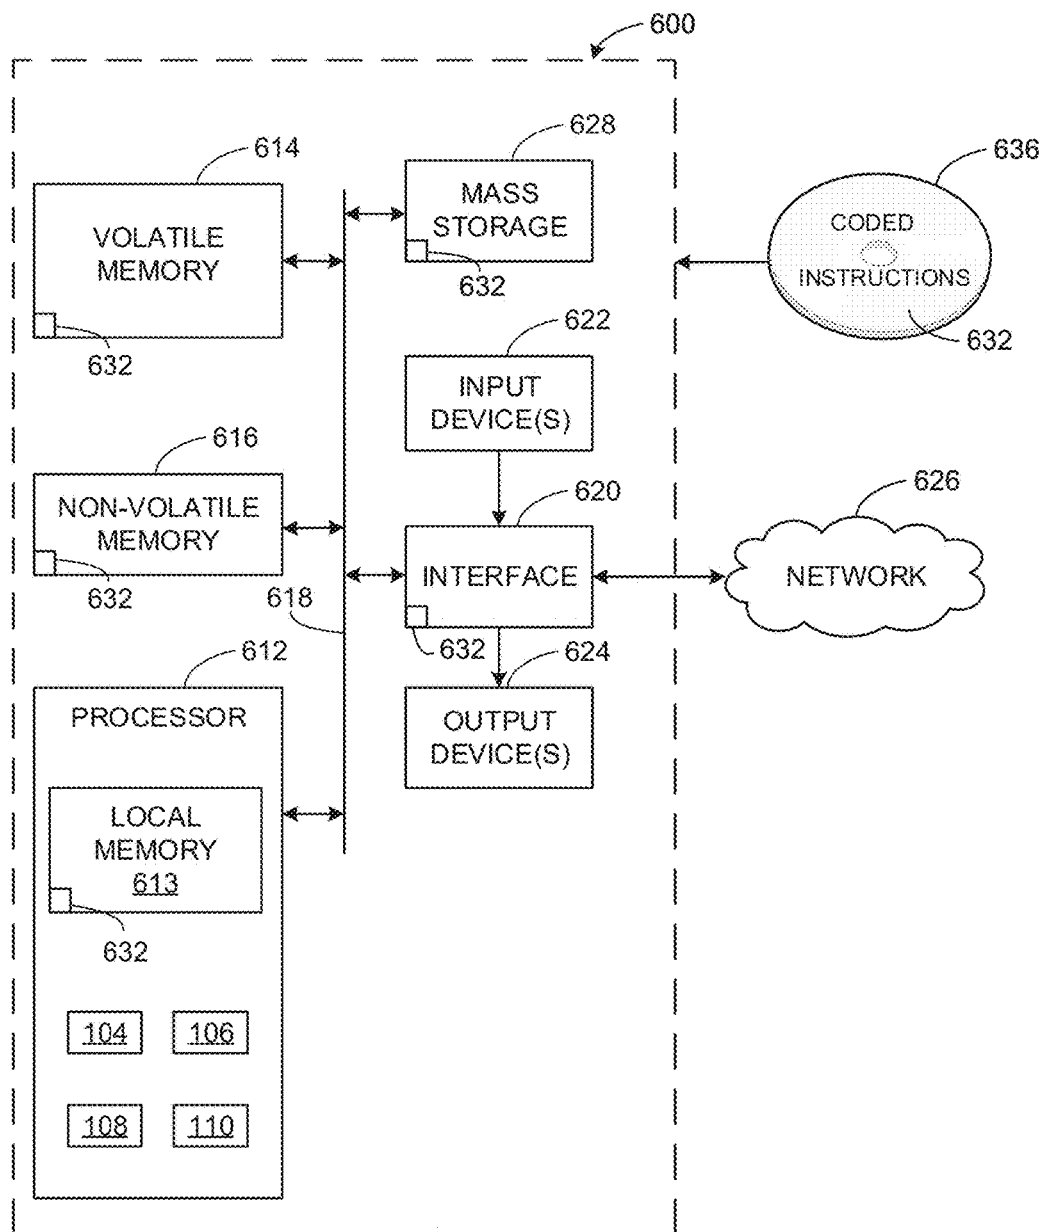 600
614
VOLATILE
MEMORY
632
628
MASS
STORAGE
632
636
CODED
INSTRUCTIONS
632
622
INPUT
DEVICE(S)
616
NON-VOLATILE
MEMORY
632
618
620
INTERFACE
632
626
NETWORK
624
OUTPUT
DEVICE(S)
612
PROCESSOR
LOCAL
MEMORY
613
632
104
106
108
110